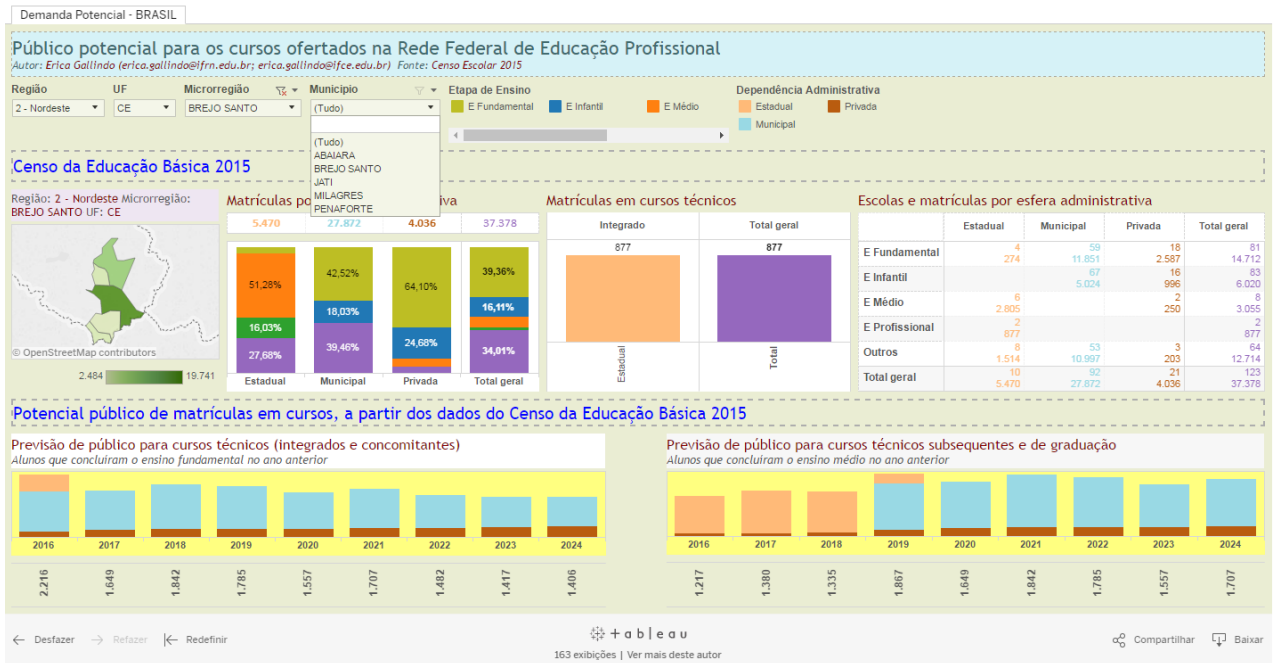 Demanda Potencial - BRASIL
Público potencial para os cursos ofertados na Rede Federal de Educação Profissional
Autor: Erica Gallindo (erica.gallindo@ifrn.edu.br; erica.gallindo@ifce.edu.br) Fonte: Censo Escolar 2015
Região UF Microrregião Municipio Etapa de Ensino Dependência Administrativa
2 - Nordeste CE BREJO SANTO (Tudo) E Fundamental E Infantil E Médio Estadual Privada
Municipal
(Tudo)
ABAIARA
BREJO SANTO
JATI
MILAGRES
PENAFORTE
Censo da Educação Básica 2015
Região: 2 - Nordeste Microrregião:
BREJO SANTO UF: CE
© OpenStreetMap contributors
2.484 19.741
Matrículas po va
5.470 27.872 4.036 37.378
51,28% 16,03% 27,68%
42,52% 18,03% 39,46%
64,10% 24,68%
39,36% 16,11% 34,01%
Estadual Municipal Privada Total geral
Matrículas em cursos técnicos
Integrado Total geral
877 877
Estadual Total
Escolas e matrículas por esfera administrativa
Estadual Municipal Privada Total geral
E Fundamental 4 59 18 81
274 11.851 2.587 14.712
E Infantil 67 16 83
5.024 996 6.020
E Médio 6 2 8
2.805 250 3.055
E Profissional 2 2
877 877
Outros 8 53 3 64
1.514 10.997 203 12.714
Total geral 10 92 21 123
5.470 27.872 4.036 37.378
Potencial público de matrículas em cursos, a partir dos dados do Censo da Educação Básica 2015
Previsão de público para cursos técnicos (integrados e concomitantes)
Alunos que concluiram o ensino fundamental no ano anterior
2016 2017 2018 2019 2020 2021 2022 2023 2024
2.216 1.649 1.842 1.785 1.557 1.707 1.482 1.417 1.406
Previsão de público para cursos técnicos subsequentes e de graduação
Alunos que concluiram o ensino médio no ano anterior
2016 2017 2018 2019 2020 2021 2022 2023 2024
1.217 1.380 1.335 1.867 1.649 1.842 1.785 1.557 1.707
Desfazer Refazer Redefinir
+ableau
163 exibições | Ver mais deste autor
Compartilhar Baixar